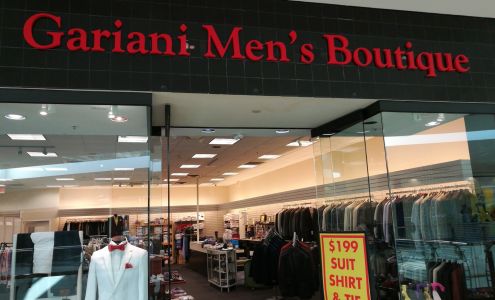 Gariani Men's Boutique
$199
SUIT
SHIRT
& TIE